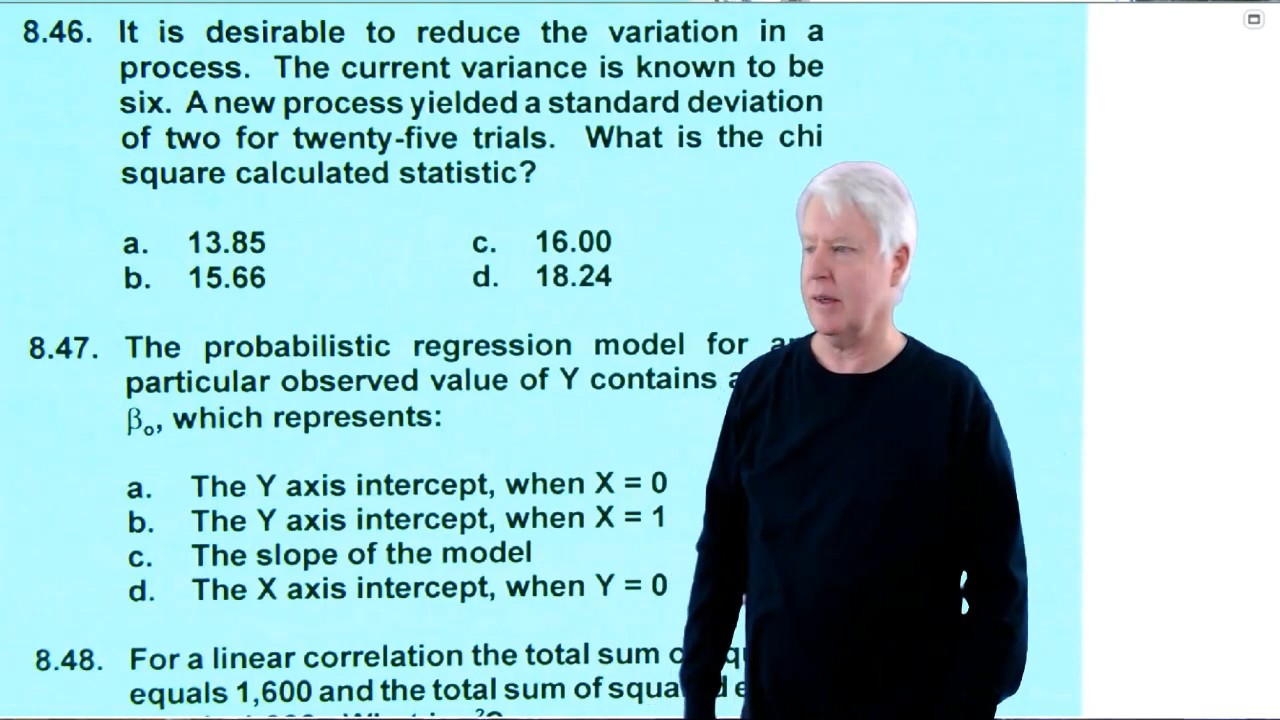 8.46. It is desirable to reduce the variation in a
process. The current variance is known to be
six. A new process yielded a standard deviation
of two for twenty-five trials. What is the chi
square calculated statistic?
a. 13.85 c. 16.00
b. 15.66 d. 18.24
8.47. The probabilistic regression model for
particular observed value of Y contains
β₀, which represents:
a. The Y axis intercept, when X = 0
b. The Y axis intercept, when X = 1
c. The slope of the model
d. The X axis intercept, when Y = 0
8.48. For a linear correlation the total sum
equals 1,600 and the total sum of